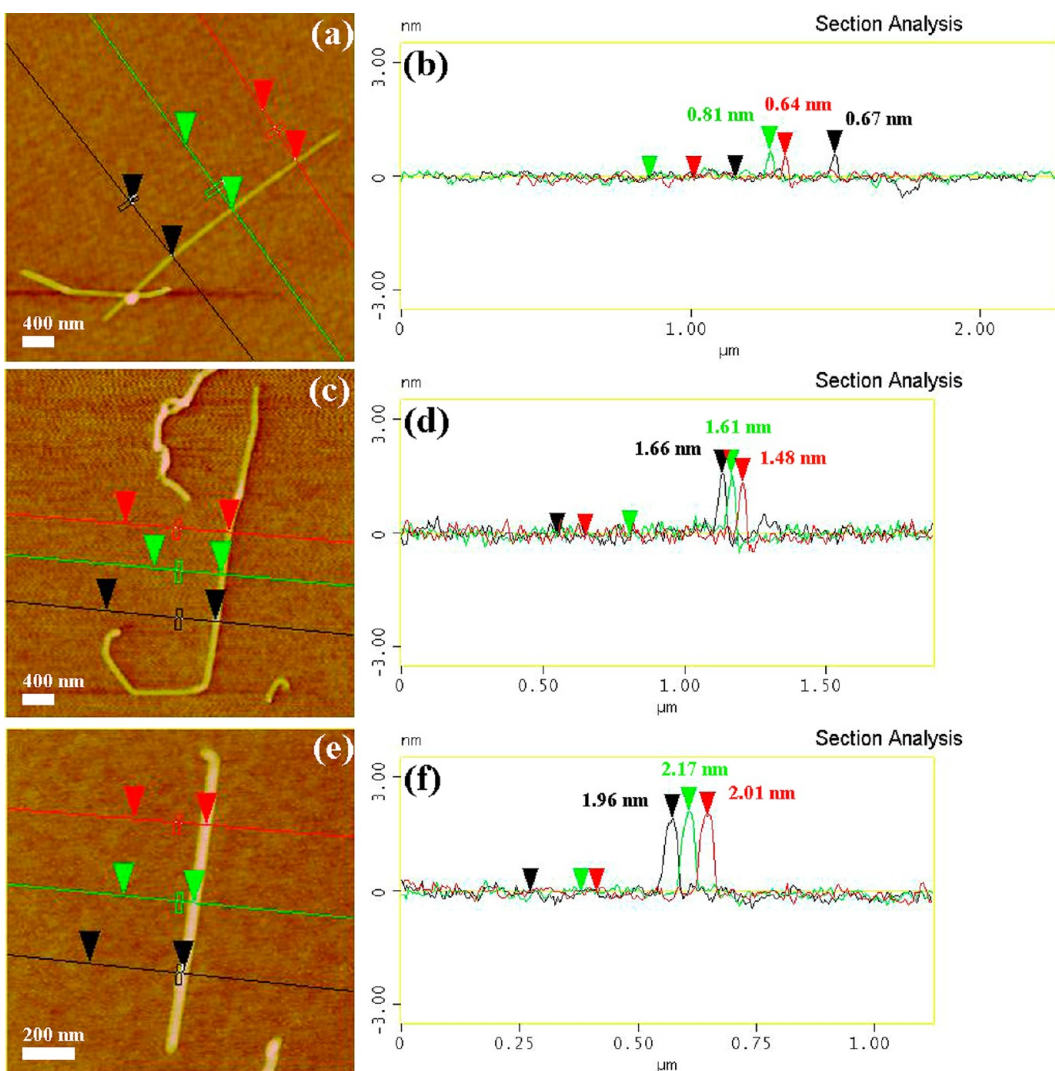 (a)
400 nm
nm
Section Analysis
(b)
3.00
0
-3.00
0.81 nm
0.64 nm
0.67 nm
0
1.00
2.00
µm
(c)
400 nm
nm
Section Analysis
(d)
3.00
0
-3.00
1.61 nm
1.66 nm
1.48 nm
0
0.50
1.00
1.50
µm
(e)
200 nm
nm
Section Analysis
(f)
3.00
0
-3.00
2.17 nm
1.96 nm
2.01 nm
0
0.25
0.50
0.75
1.00
µm